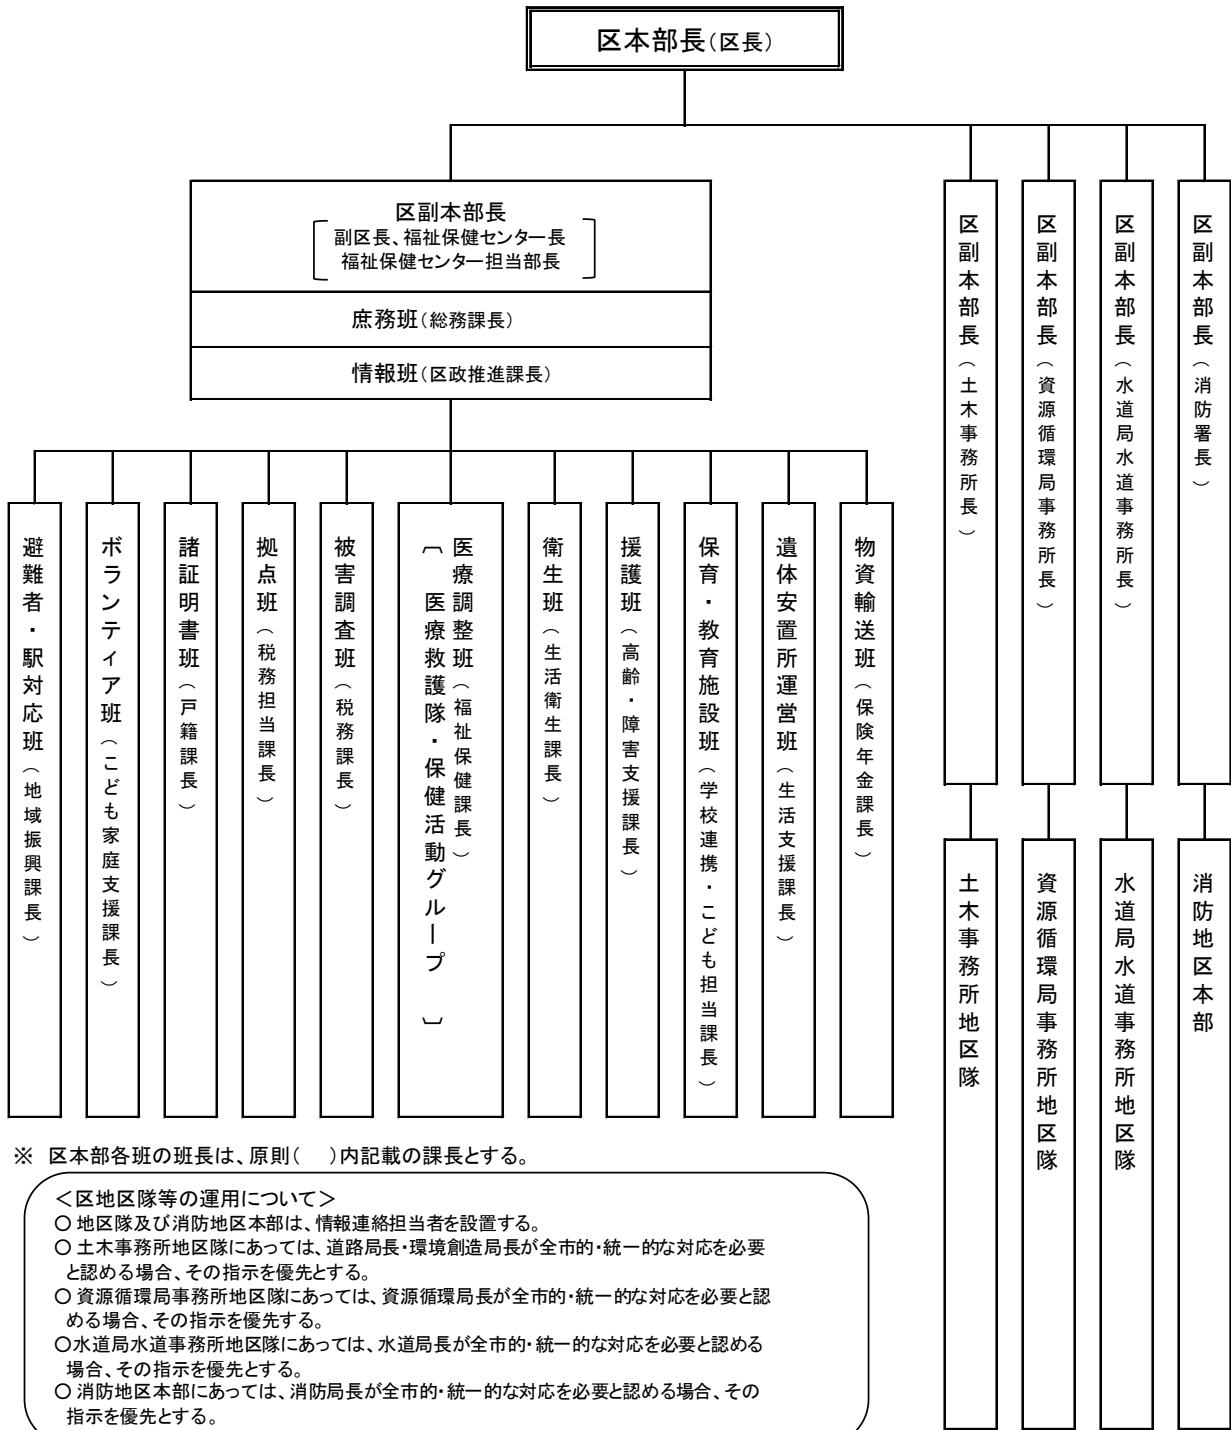 区本部長(区長)
区副本部長
副区長、福祉保健センター長
福祉保健センター担当部長
庶務班(総務課長)
情報班(区政推進課長)
区副本部長(土木事務所長)
区副本部長(資源循環局事務所長)
区副本部長(水道局水道事務所長)
区副本部長(消防署長)
避難者・駅対応班(地域振興課長)
ボランティア班(こども家庭支援課長)
諸証明書班(戸籍課長)
拠点班(税務担当課長)
被害調査班(税務課長)
医療調整班(福祉保健課長)
〔医療救護隊・保健活動グループ〕
衛生班(生活衛生課長)
援護班(高齢・障害支援課長)
保育・教育施設班(学校連携・こども担当課長)
遺体安置所運営班(生活支援課長)
物資輸送班(保険年金課長)
土木事務所地区隊
資源循環局事務所地区隊
水道局水道事務所地区隊
消防地区本部
※ 区本部各班の班長は、原則(　)内記載の課長とする。
＜区地区隊等の運用について＞
○ 地区隊及び消防地区本部は、情報連絡担当者を設置する。
○ 土木事務所地区隊にあっては、道路局長・環境創造局長が全市的・統一的な対応を必要
と認める場合、その指示を優先とする。
○ 資源循環局事務所地区隊にあっては、資源循環局長が全市的・統一的な対応を必要と認
める場合、その指示を優先する。
○水道局水道事務所地区隊にあっては、水道局長が全市的・統一的な対応を必要と認める
場合、その指示を優先とする。
○ 消防地区本部にあっては、消防局長が全市的・統一的な対応を必要と認める場合、その
指示を優先とする。